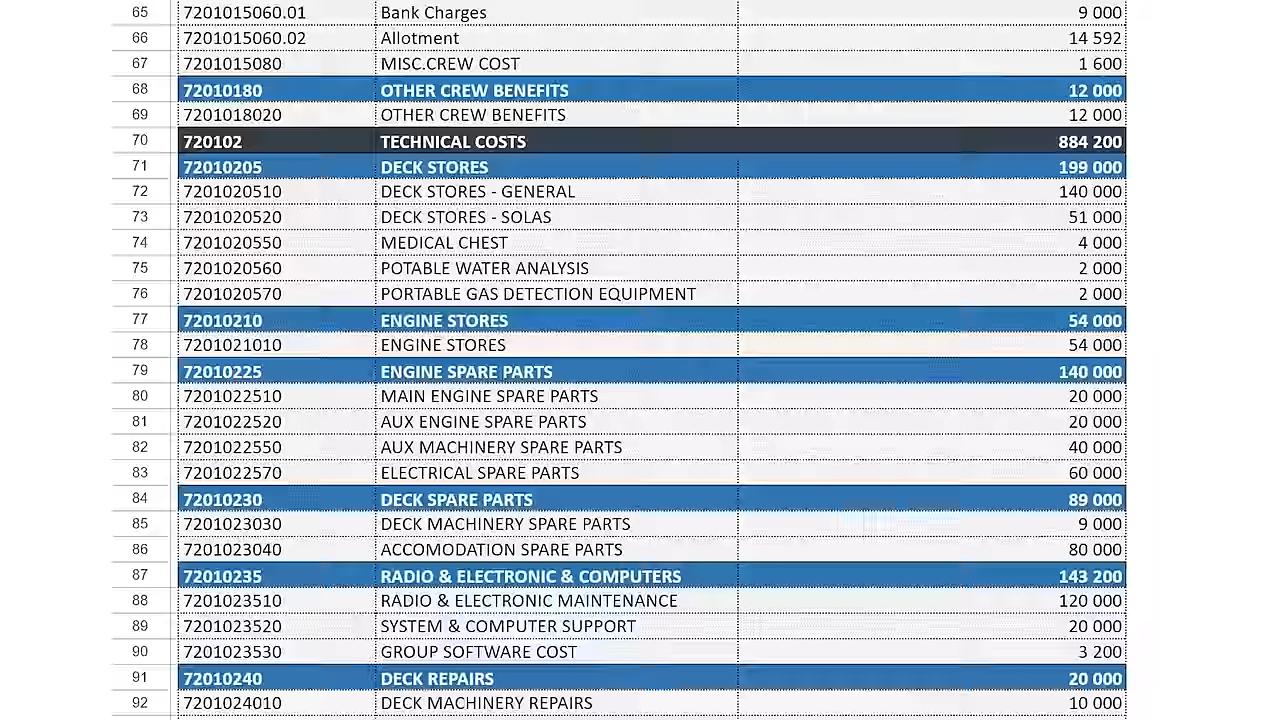 65 7201015060.01 Bank Charges 9 000
66 7201015060.02 Allotment 14 592
67 7201015080 MISC.CREW COST 1 600
68 72010180 OTHER CREW BENEFITS 12 000
69 7201018020 OTHER CREW BENEFITS 12 000
70 720102 TECHNICAL COSTS 884 200
71 72010205 DECK STORES 199 000
72 7201020510 DECK STORES - GENERAL 140 000
73 7201020520 DECK STORES - SOLAS 51 000
74 7201020550 MEDICAL CHEST 4 000
75 7201020560 POTABLE WATER ANALYSIS 2 000
76 7201020570 PORTABLE GAS DETECTION EQUIPMENT 2 000
77 72010210 ENGINE STORES 54 000
78 7201021010 ENGINE STORES 54 000
79 72010225 ENGINE SPARE PARTS 140 000
80 7201022510 MAIN ENGINE SPARE PARTS 20 000
81 7201022520 AUX ENGINE SPARE PARTS 20 000
82 7201022550 AUX MACHINERY SPARE PARTS 40 000
83 7201022570 ELECTRICAL SPARE PARTS 60 000
84 72010230 DECK SPARE PARTS 89 000
85 7201023030 DECK MACHINERY SPARE PARTS 9 000
86 7201023040 ACCOMODATION SPARE PARTS 80 000
87 72010235 RADIO & ELECTRONIC & COMPUTERS 143 200
88 7201023510 RADIO & ELECTRONIC MAINTENANCE 120 000
89 7201023520 SYSTEM & COMPUTER SUPPORT 20 000
90 7201023530 GROUP SOFTWARE COST 3 200
91 72010240 DECK REPAIRS 20 000
92 7201024010 DECK MACHINERY REPAIRS 10 000